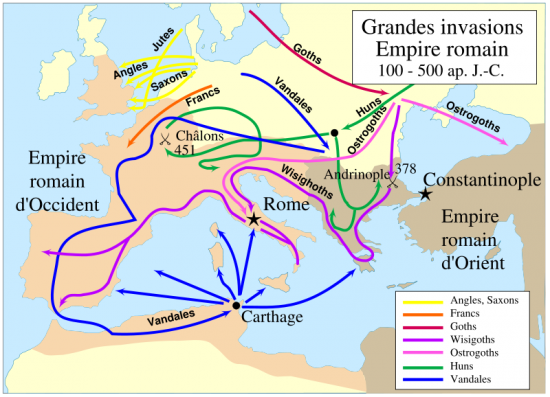 Grandes invasions
Empire romain
100 - 500 ap. J.-C.
Jutes
Angles
Saxons
Goths
Francs
Vandales
Huns
Ostrogoths
Ostrogoths
Châlons
451
Andrinople
378
Wisighoths
Empire
romain
d'Occident
Rome
Constantinople
Empire
romain
d'Orient
Carthage
Vandales
Angles, Saxons
Francs
Goths
Wisigoths
Ostrogoths
Huns
Vandales